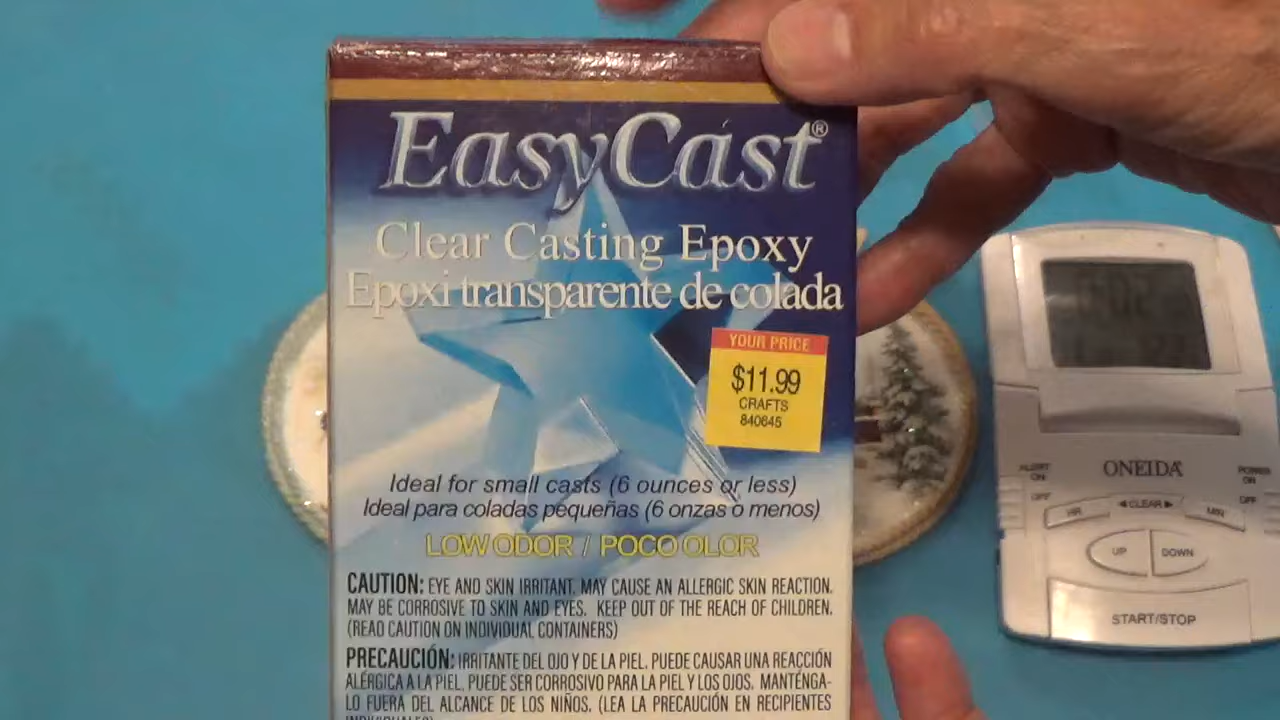 EasyCast®
Clear Casting Epoxy
Epoxi transparente de colada
YOUR PRICE
$11.99
CRAFTS
840645
Ideal for small casts (6 ounces or less)
Ideal para coladas pequeñas (6 onzas o menos)
LOW ODOR / POCO OLOR
CAUTION: EYE AND SKIN IRRITANT. MAY CAUSE AN ALLERGIC SKIN REACTION.
MAY BE CORROSIVE TO SKIN AND EYES. KEEP OUT OF THE REACH OF CHILDREN.
(READ CAUTION ON INDIVIDUAL CONTAINERS)
PRECAUCIÓN: IRRITANTE DEL OJO Y DE LA PIEL. PUEDE CAUSAR UNA REACCIÓN
ALÉRGICA A LA PIEL. PUEDE SER CORROSIVO PARA LA PIEL Y LOS OJOS. MANTÉNGA-
LO FUERA DEL ALCANCE DE LOS NIÑOS. (LEA LA PRECAUCIÓN EN RECIPIENTES
ONEIDA
ALERT ON
OFF
POWER ON
OFF
HR
◄CLEAR►
MIN
UP
DOWN
START/STOP